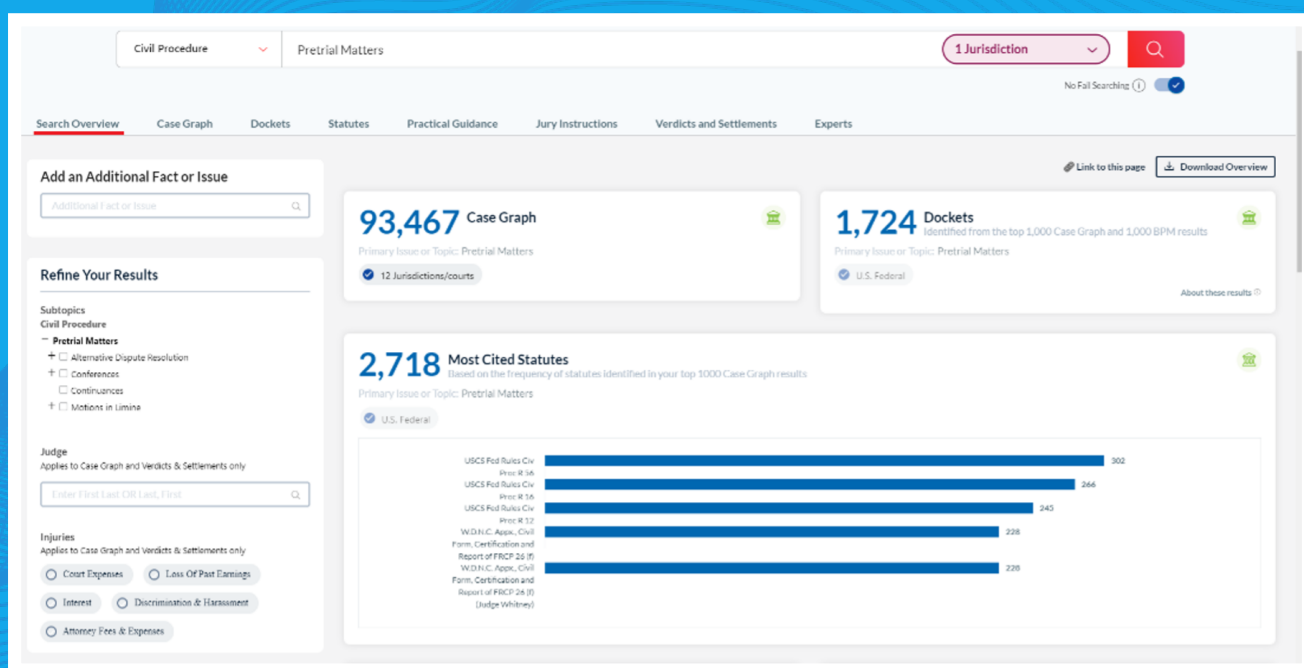 Civil Procedure
Pretrial Matters
1 Jurisdiction
No Fail Searching
Search Overview Case Graph Dockets Statutes Practical Guidance Jury Instructions Verdicts and Settlements Experts
Link to this page
Download Overview
Add an Additional Fact or Issue
Additional Fact or Issue
Refine Your Results
Subtopics
Civil Procedure
Pretrial Matters
Alternative Dispute Resolution
Conferences
Continuances
Motions in Limine
Judge
Applies to Case Graph and Verdicts & Settlements only
Enter First Last OR Last, First
Injuries
Applies to Case Graph and Verdicts & Settlements only
Court Expenses Loss Of Past Earnings
Interest Discrimination & Harassment
Attorney Fees & Expenses
93,467 Case Graph
Primary Issue or Topic: Pretrial Matters
12 Jurisdictions/courts
1,724 Dockets
Identified from the top 1,000 Case Graph and 1,000 BPM results
Primary Issue or Topic: Pretrial Matters
U.S. Federal
About these results
2,718 Most Cited Statutes
Based on the frequency of statutes identified in your top 1000 Case Graph results
Primary Issue or Topic: Pretrial Matters
U.S. Federal
USCS Fed Rules Civ
Proc R 56
302
USCS Fed Rules Civ
Proc R 16
266
USCS Fed Rules Civ
Proc R 12
245
W.D.N.C. Appx., Civil
Form, Certification and
Report of FRCP 26 (f)
228
W.D.N.C. Appx., Civil
Form, Certification and
Report of FRCP 26 (f)
(Judge Whitney)
228